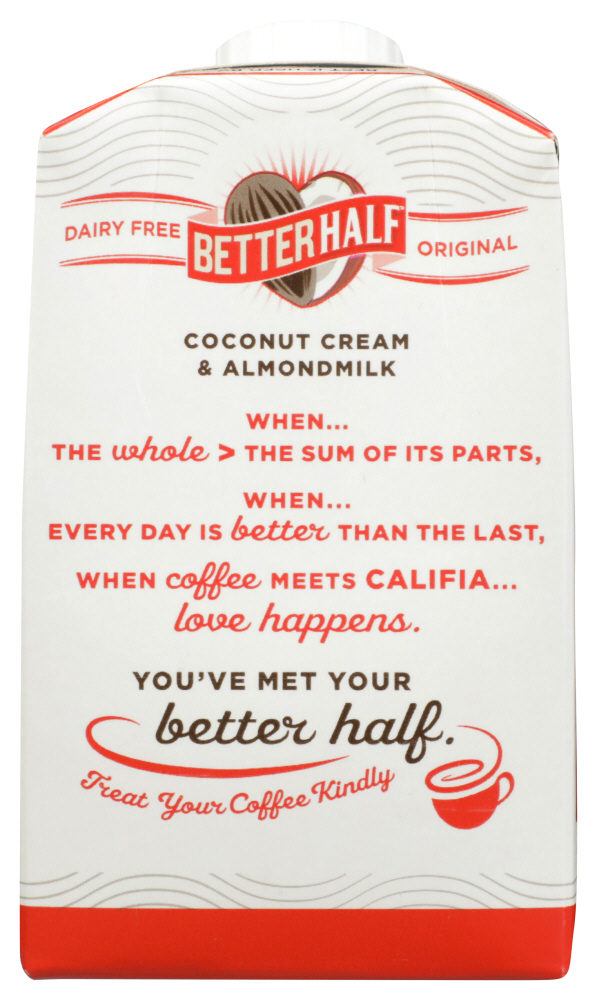 DAIRY FREE
BETTER HALF™
ORIGINAL
COCONUT CREAM
& ALMONDMILK
WHEN...
THE whole > THE SUM OF ITS PARTS,
WHEN...
EVERY DAY IS better THAN THE LAST,
WHEN coffee MEETS CALIFIA...
love happens.
YOU'VE MET YOUR
better half.
Treat Your Coffee Kindly